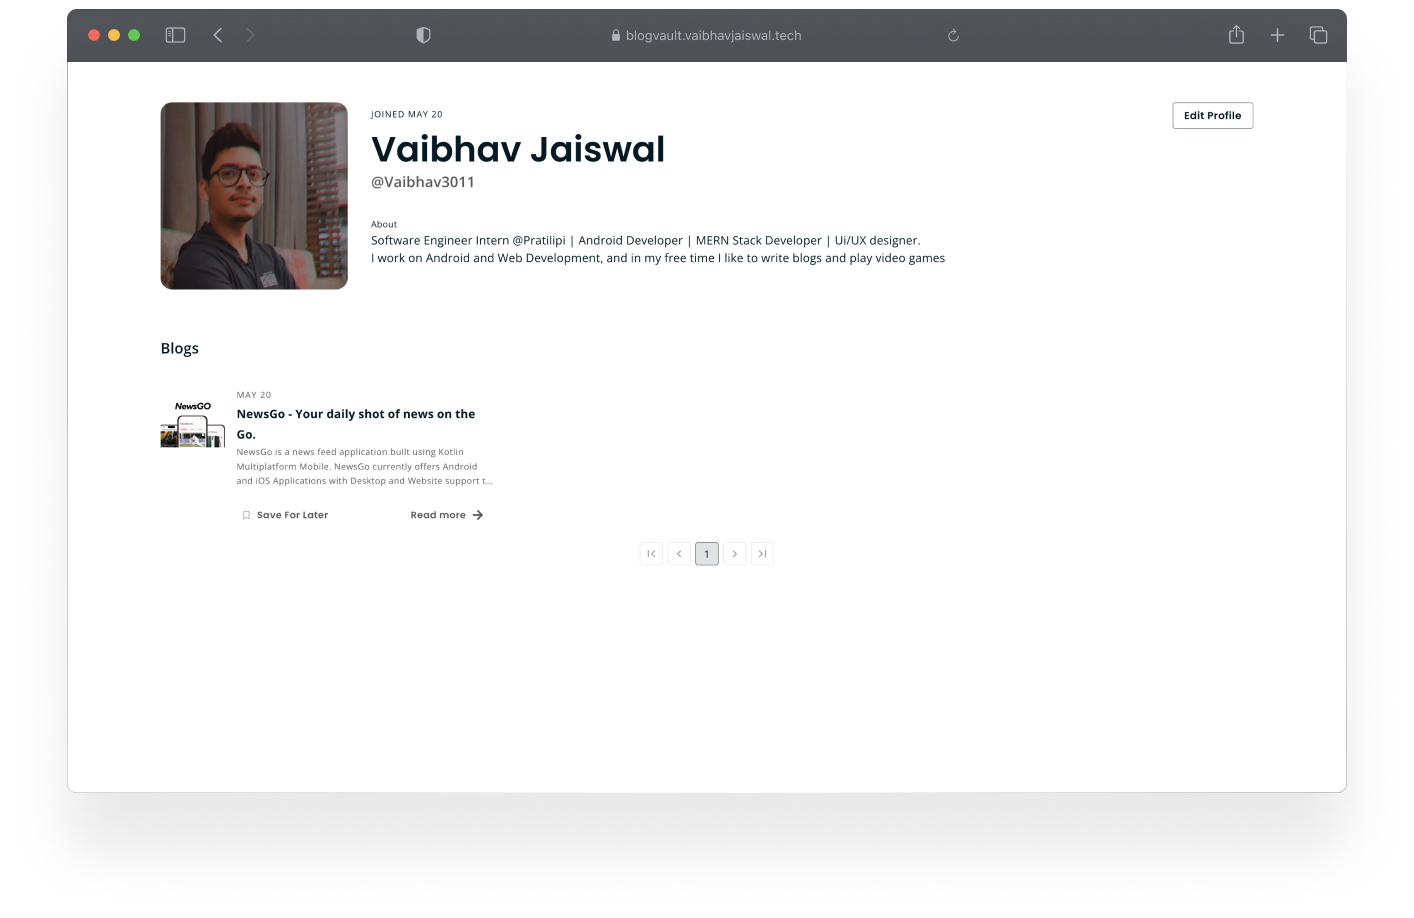 blogvault.vaibhavjaiswal.tech
JOINED MAY 20
Edit Profile
Vaibhav Jaiswal
@Vaibhav3011
About
Software Engineer Intern @Pratilipi | Android Developer | MERN Stack Developer | Ui/UX designer.
I work on Android and Web Development, and in my free time I like to write blogs and play video games
Blogs
NewsGO
MAY 20
NewsGo - Your daily shot of news on the
Go.
NewsGo is a news feed application built using Kotlin
Multiplatform Mobile. NewsGo currently offers Android
and iOS Applications with Desktop and Website support t...
Save For Later
Read more
1